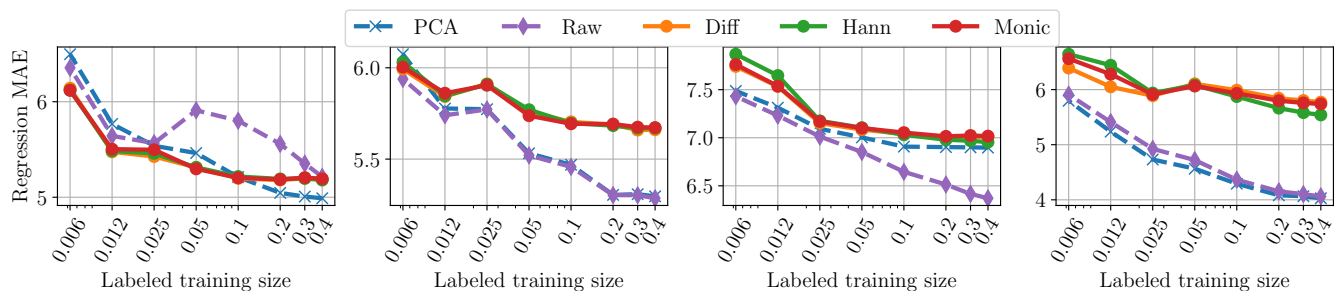 PCA Raw Diff Hann Monic
Regression MAE
6
5
0.006 0.012 0.025 0.05 0.1 0.2 0.3 0.4
Labeled training size
6.0
5.5
0.006 0.012 0.025 0.05 0.1 0.2 0.3 0.4
Labeled training size
7.5
7.0
6.5
0.006 0.012 0.025 0.05 0.1 0.2 0.3 0.4
Labeled training size
6
5
4
0.006 0.012 0.025 0.05 0.1 0.2 0.3 0.4
Labeled training size